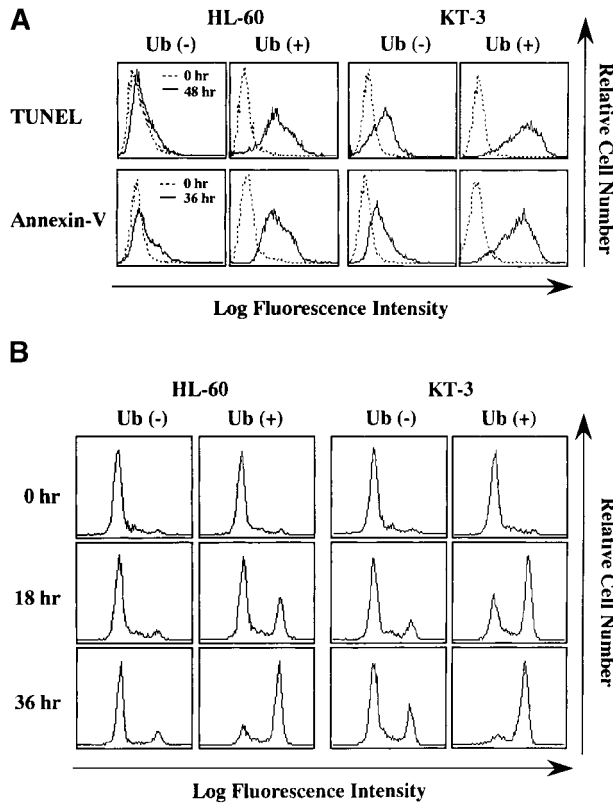 A
HL-60 KT-3
Ub (-) Ub (+) Ub (-) Ub (+)
0 hr
48 hr
TUNEL
0 hr
36 hr
Annexin-V
Relative Cell Number
Log Fluorescence Intensity
B
HL-60 KT-3
Ub (-) Ub (+) Ub (-) Ub (+)
0 hr
18 hr
36 hr
Relative Cell Number
Log Fluorescence Intensity